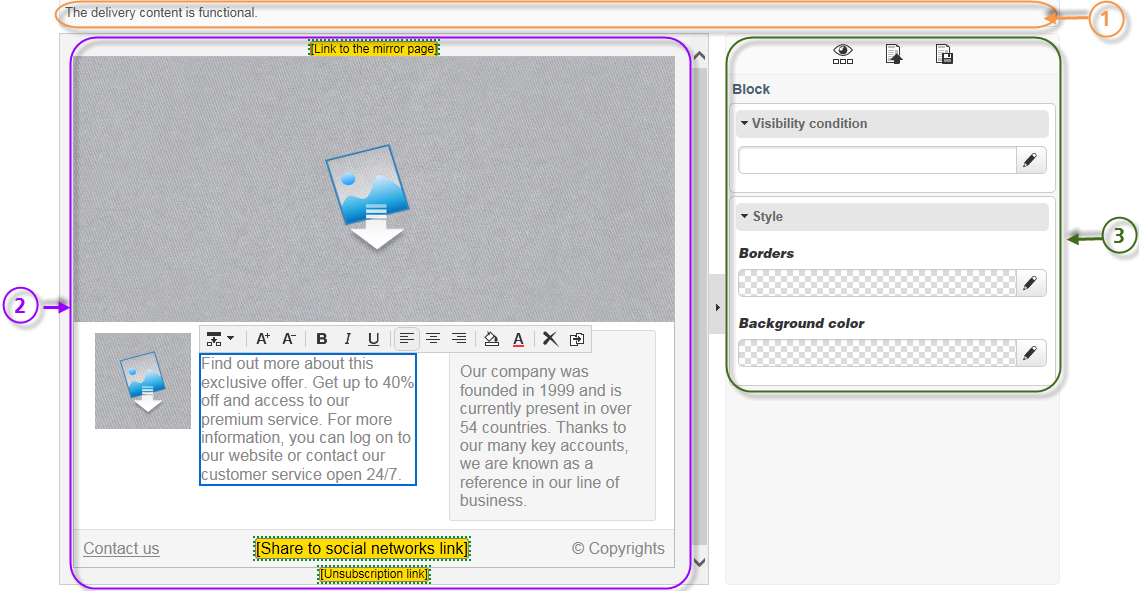 The delivery content is functional.
1
[Link to the mirror page]
Block
Visibility condition
Style
Borders
Background color
3
2
A+ A- B I U A
Find out more about this
exclusive offer. Get up to 40%
off and access to our
premium service. For more
information, you can log on to
our website or contact our
customer service open 24/7.
Our company was
founded in 1999 and is
currently present in over
54 countries. Thanks to
our many key accounts,
we are known as a
reference in our line of
business.
Contact us [Share to social networks link] © Copyrights
[Unsubscription link]